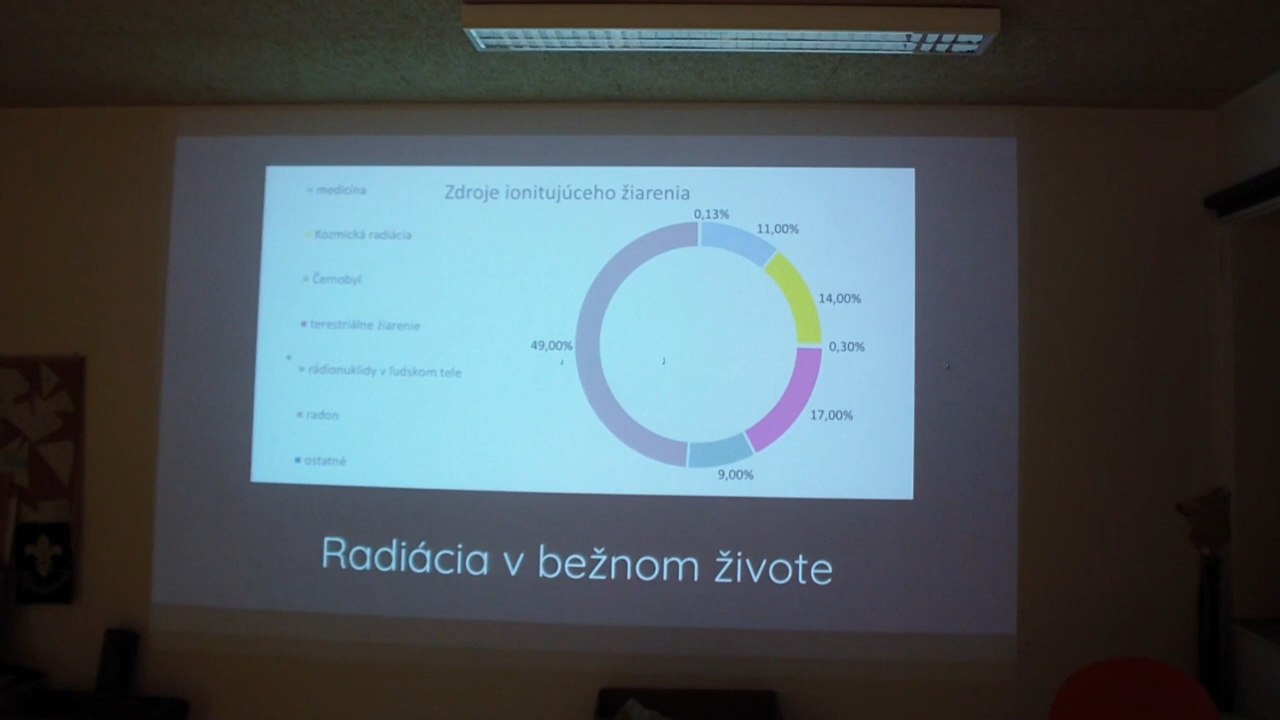 Zdroje ionitujúceho žiarenia
medicína
Kozmická radiácia
Černobyľ
terestriálne žiarenie
rádionuklidy v ľudskom tele
radon
ostatné
0,13%
11,00%
14,00%
0,30%
17,00%
9,00%
49,00%
Radiácia v bežnom živote